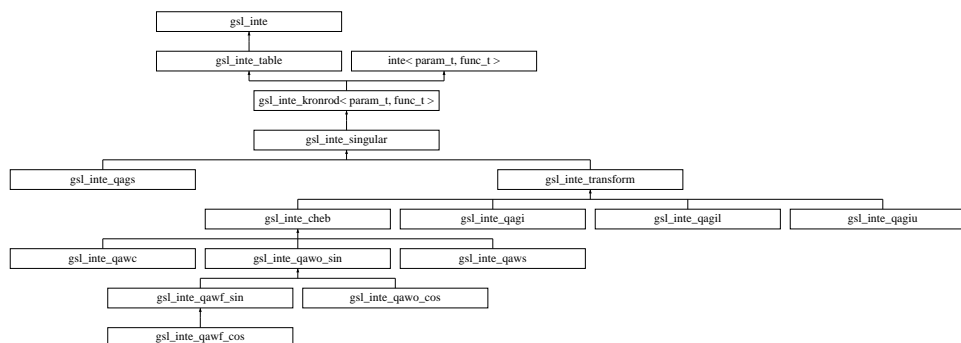 gsl_inte
gsl_inte_table
inte< param_t, func_t >
gsl_inte_kronrod< param_t, func_t >
gsl_inte_singular
gsl_inte_qags
gsl_inte_transform
gsl_inte_cheb
gsl_inte_qagi
gsl_inte_qagil
gsl_inte_qagiu
gsl_inte_qawc
gsl_inte_qawo_sin
gsl_inte_qaws
gsl_inte_qawf_sin
gsl_inte_qawo_cos
gsl_inte_qawf_cos